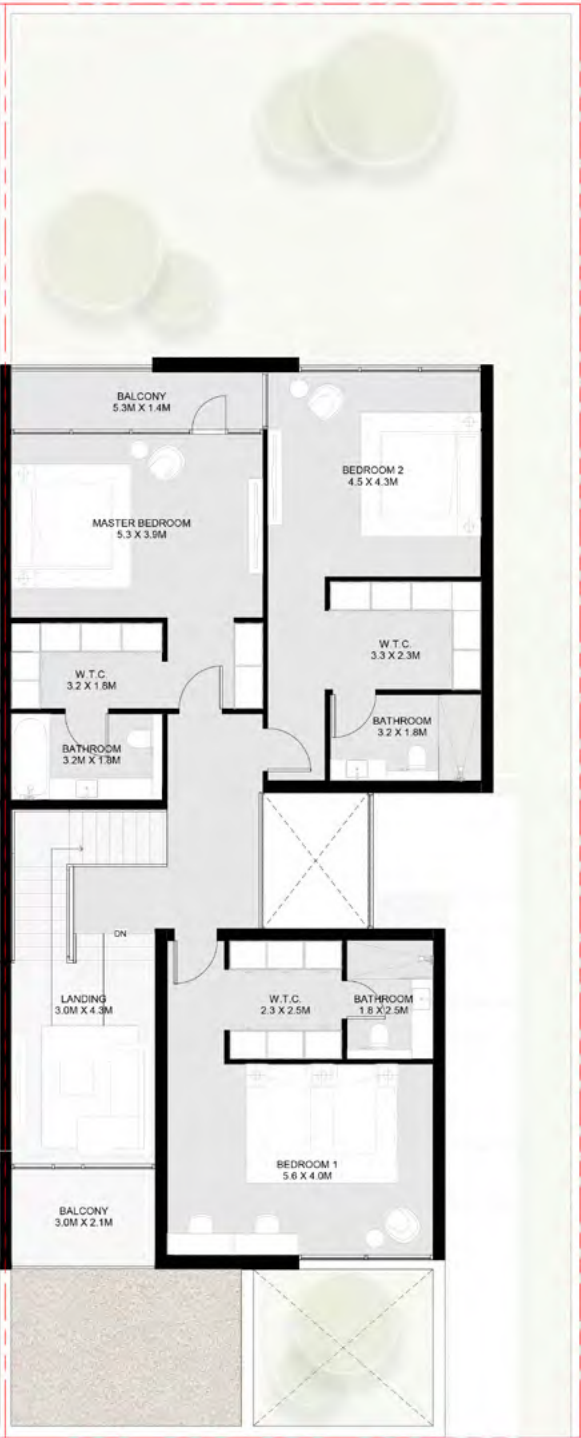 BALCONY
5.3M X 1.4M
BEDROOM 2
4.5 X 4.3M
MASTER BEDROOM
5.3 X 3.9M
W.T.C.
3.3 X 2.3M
W.T.C.
3.2 X 1.8M
BATHROOM
3.2 X 1.8M
BATHROOM
3.2M X 1.8M
DN
LANDING
3.0M X 4.3M
W.T.C.
2.3 X 2.5M
BATHROOM
1.8 X 2.5M
BEDROOM 1
5.6 X 4.0M
BALCONY
3.0M X 2.1M